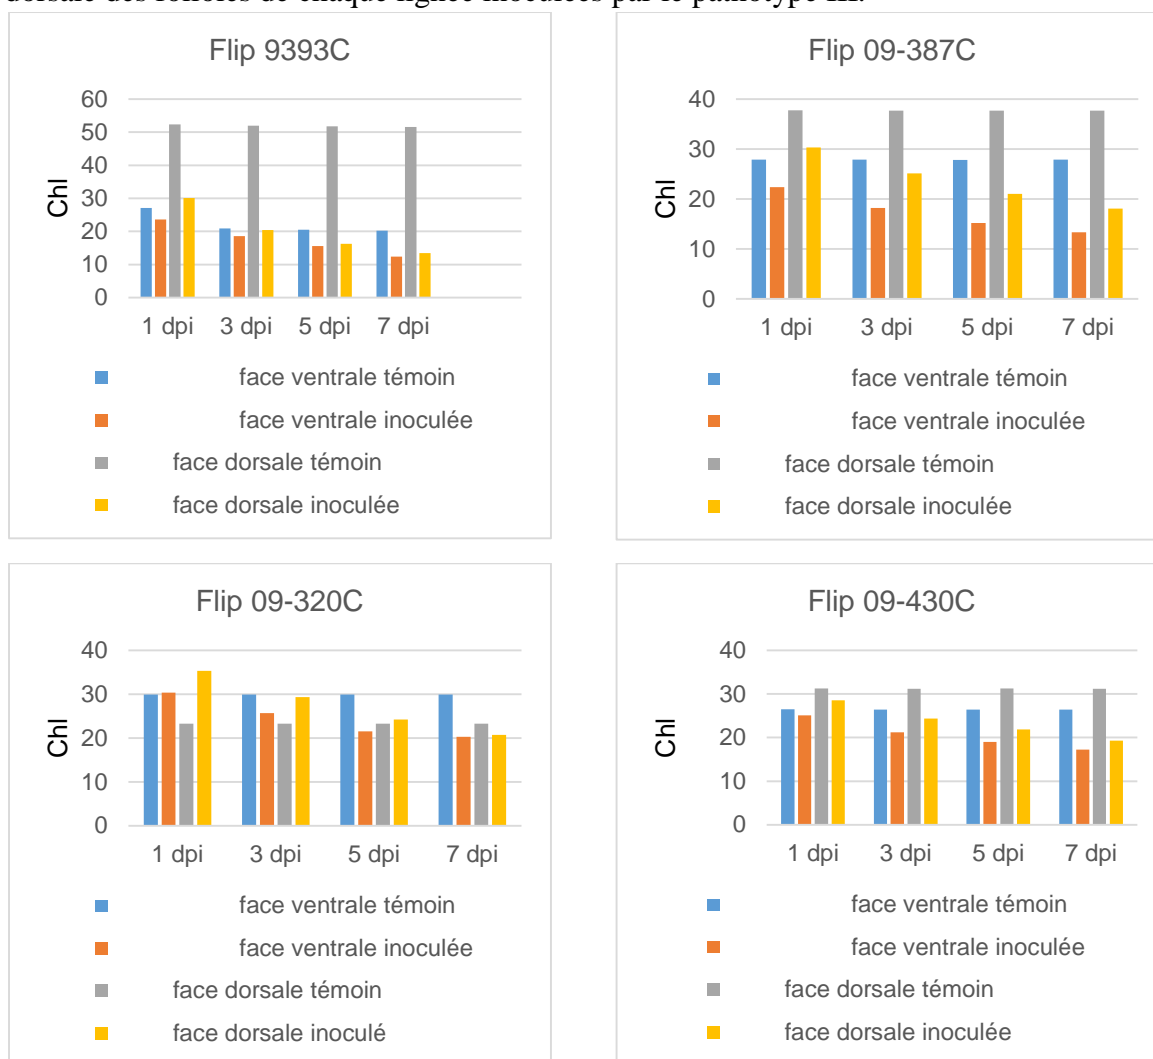 dorsale des folioles de chaque lignée inoculées par le pathotype III.
Flip 9393C
60
50
40
30
20
10
0
Chl
1 dpi 3 dpi 5 dpi 7 dpi
face ventrale témoin
face ventrale inoculée
face dorsale témoin
face dorsale inoculée
Flip 09-387C
40
30
20
10
0
Chl
1 dpi 3 dpi 5 dpi 7 dpi
face ventrale témoin
face ventrale inoculée
face dorsale témoin
face dorsale inoculée
Flip 09-320C
40
30
20
10
0
Chl
1 dpi 3 dpi 5 dpi 7 dpi
face ventrale témoin
face ventrale inoculée
face dorsale témoin
face dorsale inoculé
Flip 09-430C
40
30
20
10
0
Chl
1 dpi 3 dpi 5 dpi 7 dpi
face ventrale témoin
face ventrale inoculée
face dorsale témoin
face dorsale inoculée